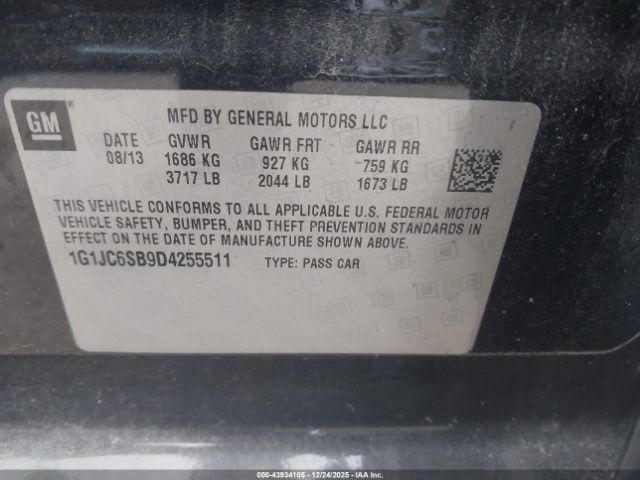 GM
MFD BY GENERAL MOTORS LLC
DATE GVWR GAWR FRT GAWR RR
08/13 1686 KG 927 KG 759 KG
3717 LB 2044 LB 1673 LB
THIS VEHICLE CONFORMS TO ALL APPLICABLE U.S. FEDERAL MOTOR
VEHICLE SAFETY, BUMPER, AND THEFT PREVENTION STANDARDS IN
EFFECT ON THE DATE OF MANUFACTURE SHOWN ABOVE.
1G1JC6SB9D4255511 TYPE: PASS CAR
000-43934105 - 12/24/2025 - IAAI.com